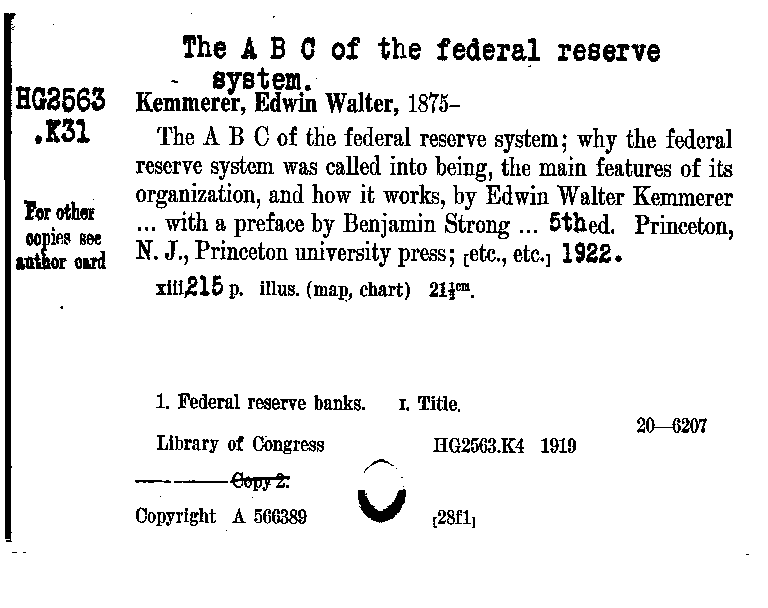 The A B C of the federal reserve
system.
HG2563
.K31
Kemmerer, Edwin Walter, 1875–
The A B C of the federal reserve system; why the federal
reserve system was called into being, the main features of its
organization, and how it works, by Edwin Walter Kemmerer
... with a preface by Benjamin Strong ... 5th ed. Princeton,
N. J., Princeton university press; [etc., etc.] 1922.
For other
copies see
author card
xiii, 215 p. illus. (map, chart) 21½ cm.
1. Federal reserve banks. I. Title.
20—6207
Library of Congress HG2563.K4 1919
——— Copy 2.
Copyright A 566389 [28f1]